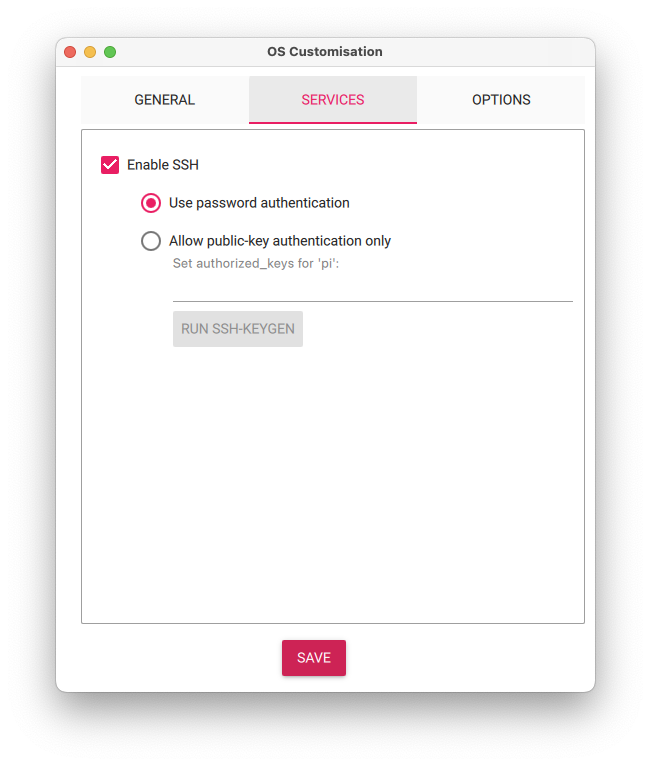 OS Customisation
GENERAL SERVICES OPTIONS
Enable SSH
Use password authentication
Allow public-key authentication only
Set authorized_keys for 'pi':
RUN SSH-KEYGEN
SAVE